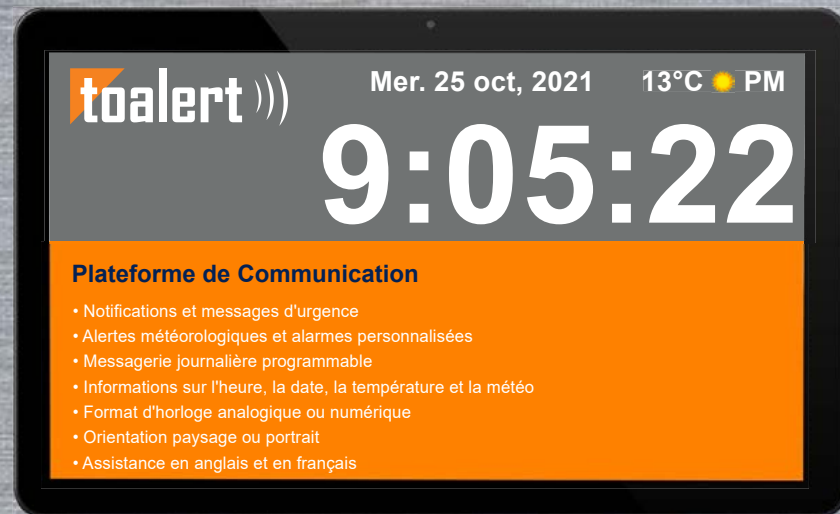 toalert
Mer. 25 oct, 2021 13°C PM
9:05:22
Plateforme de Communication
• Notifications et messages d'urgence
• Alertes météorologiques et alarmes personnalisées
• Messagerie journalière programmable
• Informations sur l'heure, la date, la température et la météo
• Format d'horloge analogique ou numérique
• Orientation paysage ou portrait
• Assistance en anglais et en français